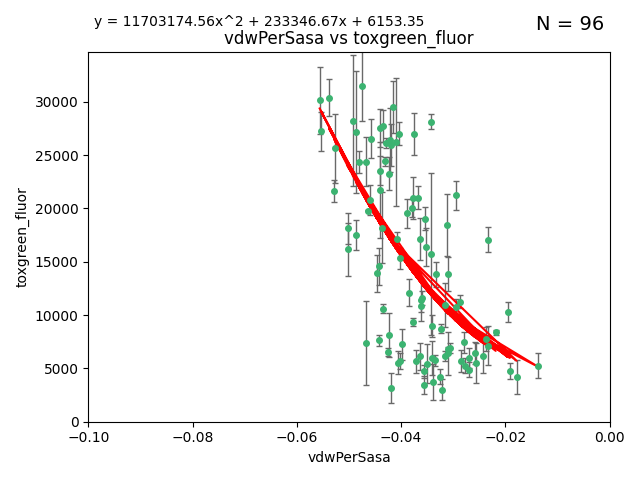 y = 11703174.56x^2 + 233346.67x + 6153.35
N = 96
vdwPerSasa vs toxgreen_fluor
30000
25000
20000
15000
10000
5000
0
toxgreen_fluor
−0.10 −0.08 −0.06 −0.04 −0.02 0.00
vdwPerSasa